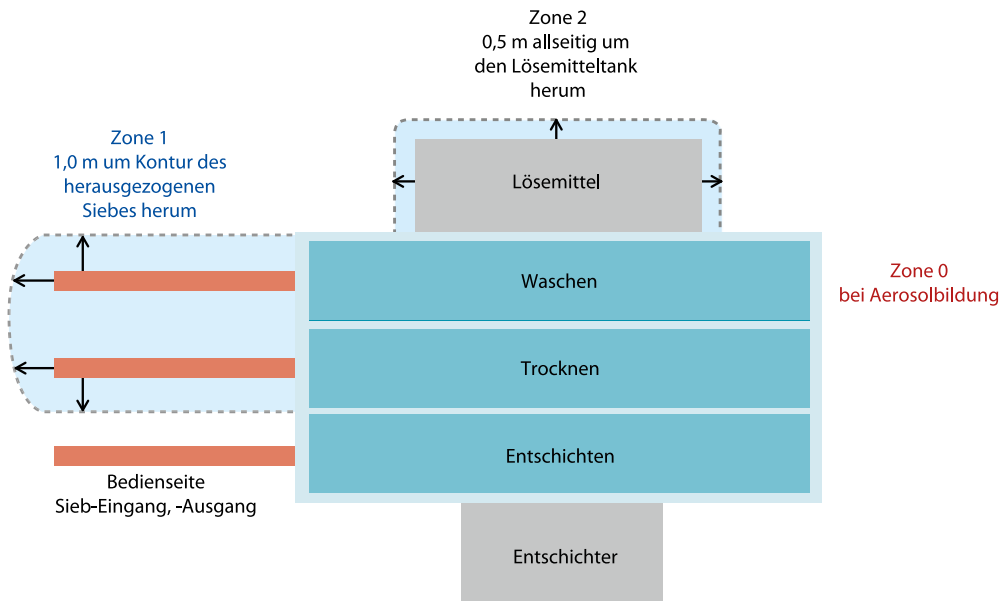 Zone 2
0,5 m allseitig um
den Lösemitteltank
herum
Zone 1
1,0 m um Kontur des
herausgezogenen
Siebes herum
Lösemittel
Waschen
Zone 0
bei Aerosolbildung
Trocknen
Entschichten
Bedienseite
Sieb-Eingang, -Ausgang
Entschichter